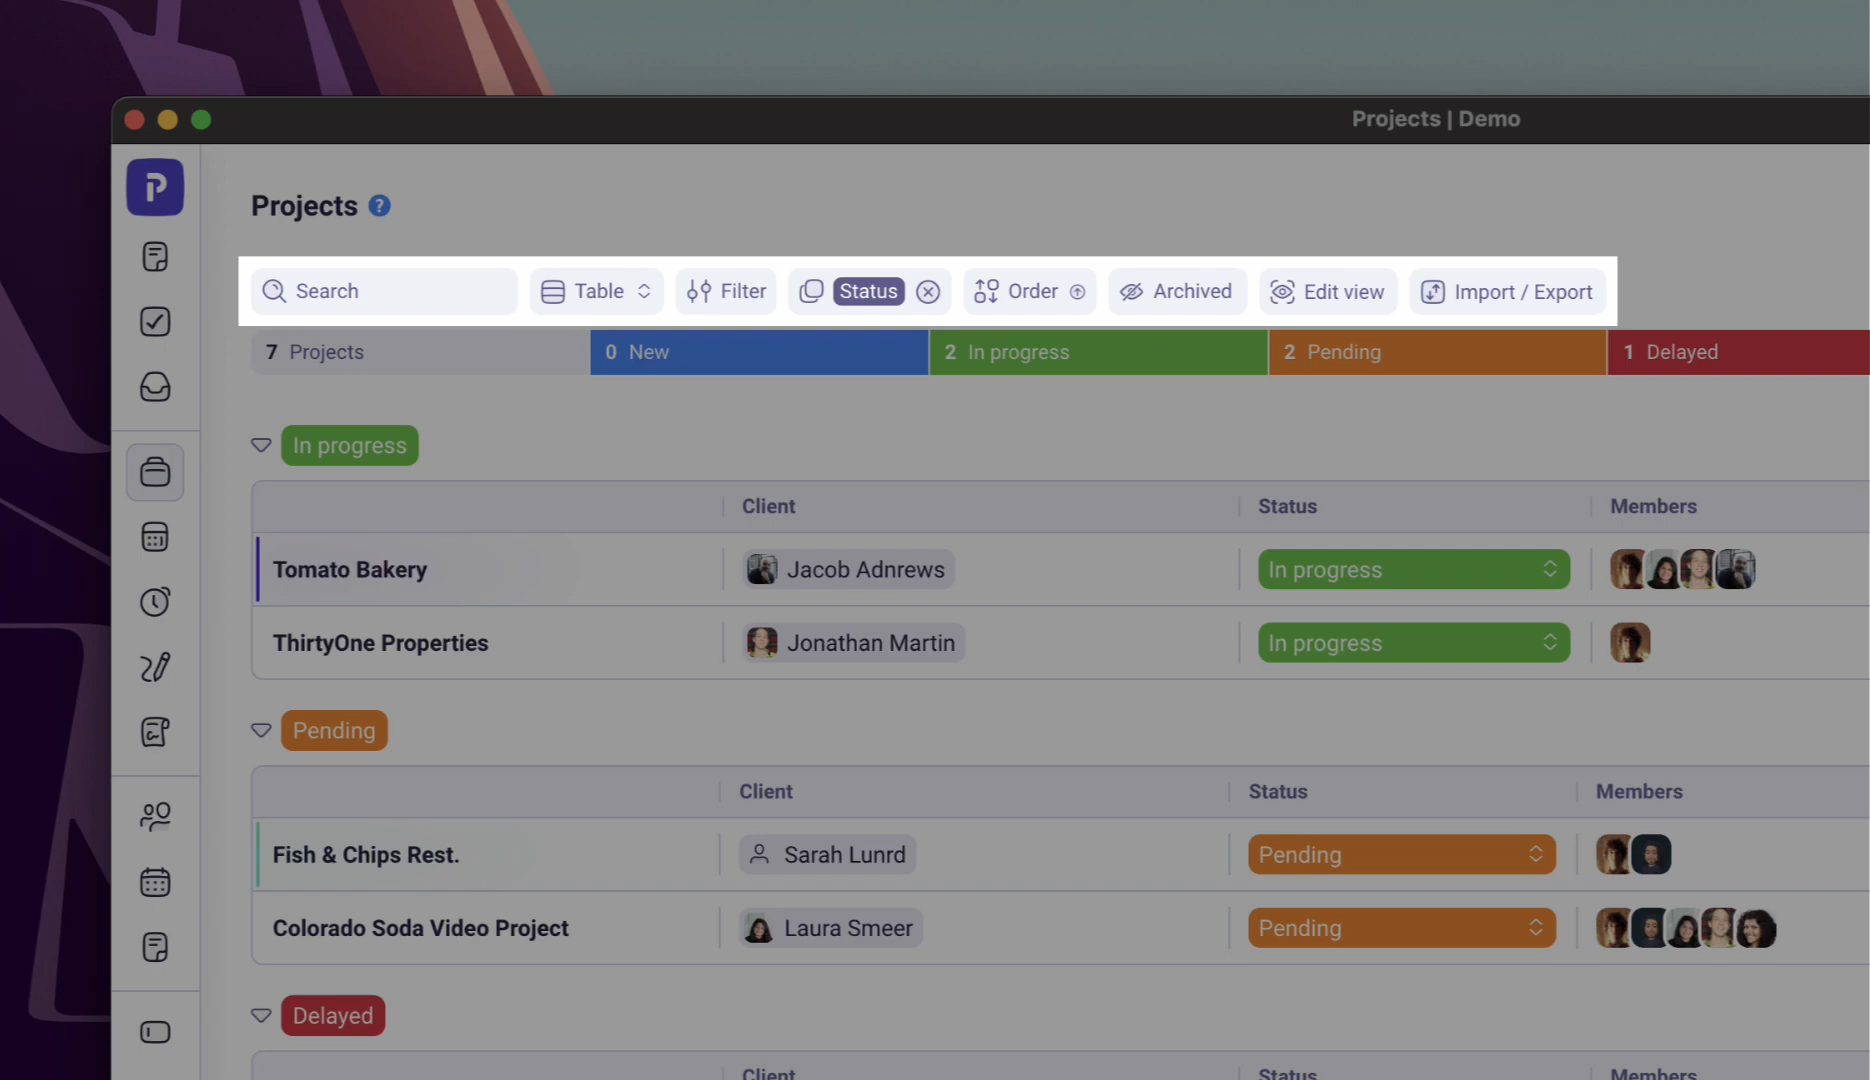 Projects | Demo
P
Projects ?
Search Table Filter Status Order Archived Edit view Import / Export
7 Projects 0 New 2 In progress 2 Pending 1 Delayed
In progress
Client Status Members
Tomato Bakery Jacob Adnrews In progress
ThirtyOne Properties Jonathan Martin In progress
Pending
Client Status Members
Fish & Chips Rest. Sarah Lunrd Pending
Colorado Soda Video Project Laura Smeer Pending
Delayed
Client Status Members